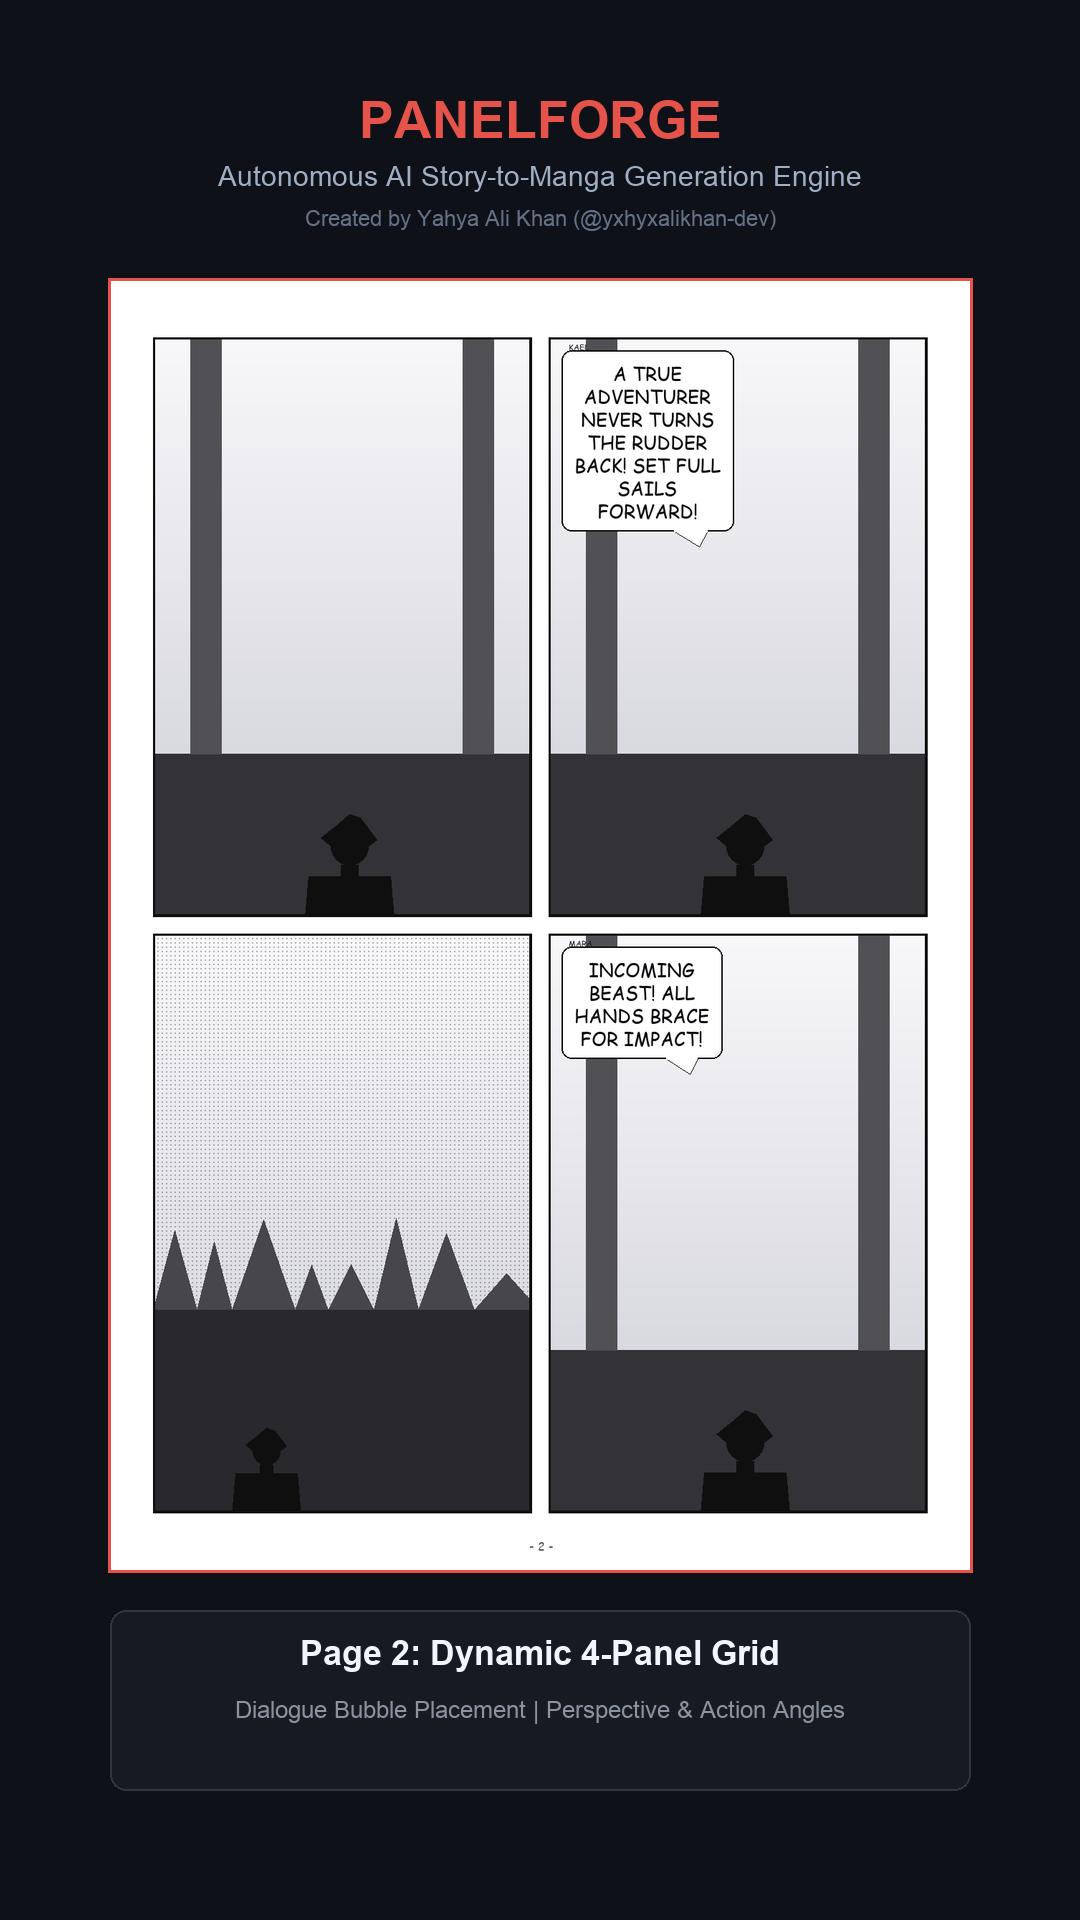 PANELFORGE
Autonomous AI Story-to-Manga Generation Engine
Created by Yahya Ali Khan (@yxhyxalikhan-dev)
A TRUE
ADVENTURER
NEVER TURNS
THE RUDDER
BACK! SET FULL
SAILS
FORWARD!
MARA
INCOMING
BEAST! ALL
HANDS BRACE
FOR IMPACT!
- 2 -
Page 2: Dynamic 4-Panel Grid
Dialogue Bubble Placement | Perspective & Action Angles